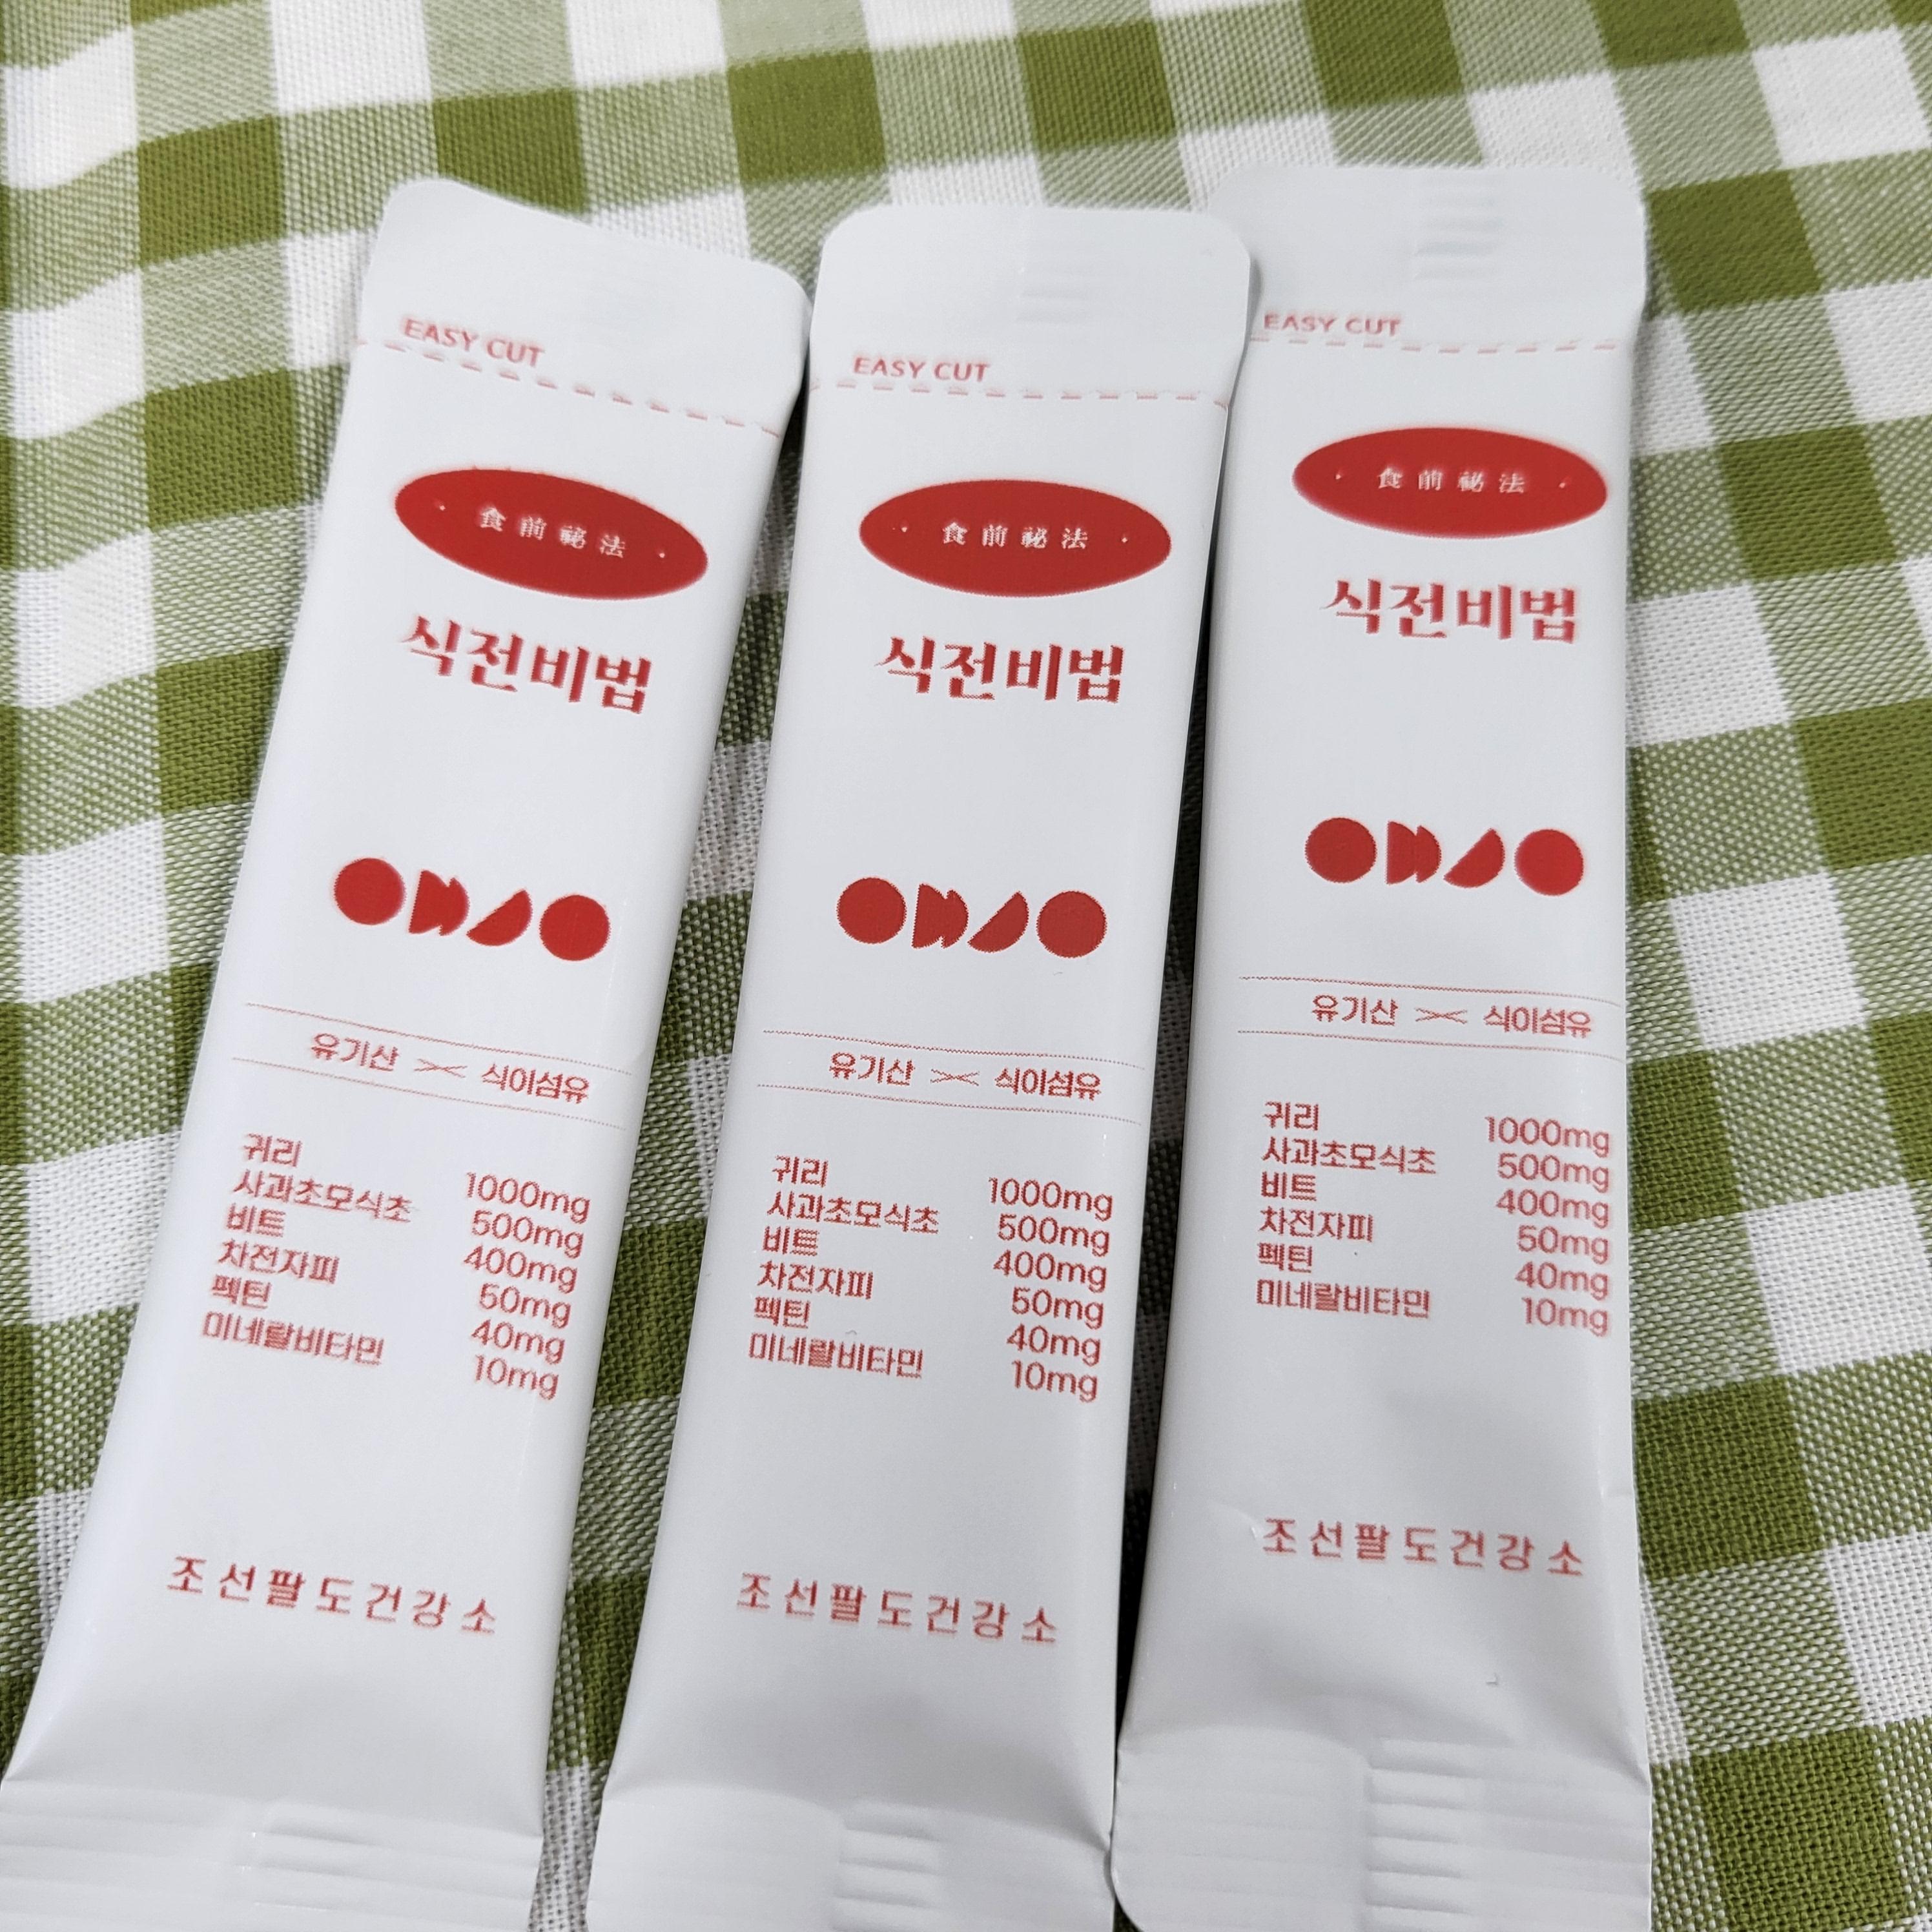 EASY CUT
食前祕法
식전비법
유기산 식이섬유
귀리 1000mg
사과초모식초 500mg
비트 400mg
차전자피 50mg
펙틴 40mg
미네랄비타민 10mg
조선팔도건강소
EASY CUT
食前祕法
식전비법
유기산 식이섬유
귀리 1000mg
사과초모식초 500mg
비트 400mg
차전자피 50mg
펙틴 40mg
미네랄비타민 10mg
조선팔도건강소
EASY CUT
食前祕法
식전비법
유기산 식이섬유
귀리 1000mg
사과초모식초 500mg
비트 400mg
차전자피 50mg
펙틴 40mg
미네랄비타민 10mg
조선팔도건강소